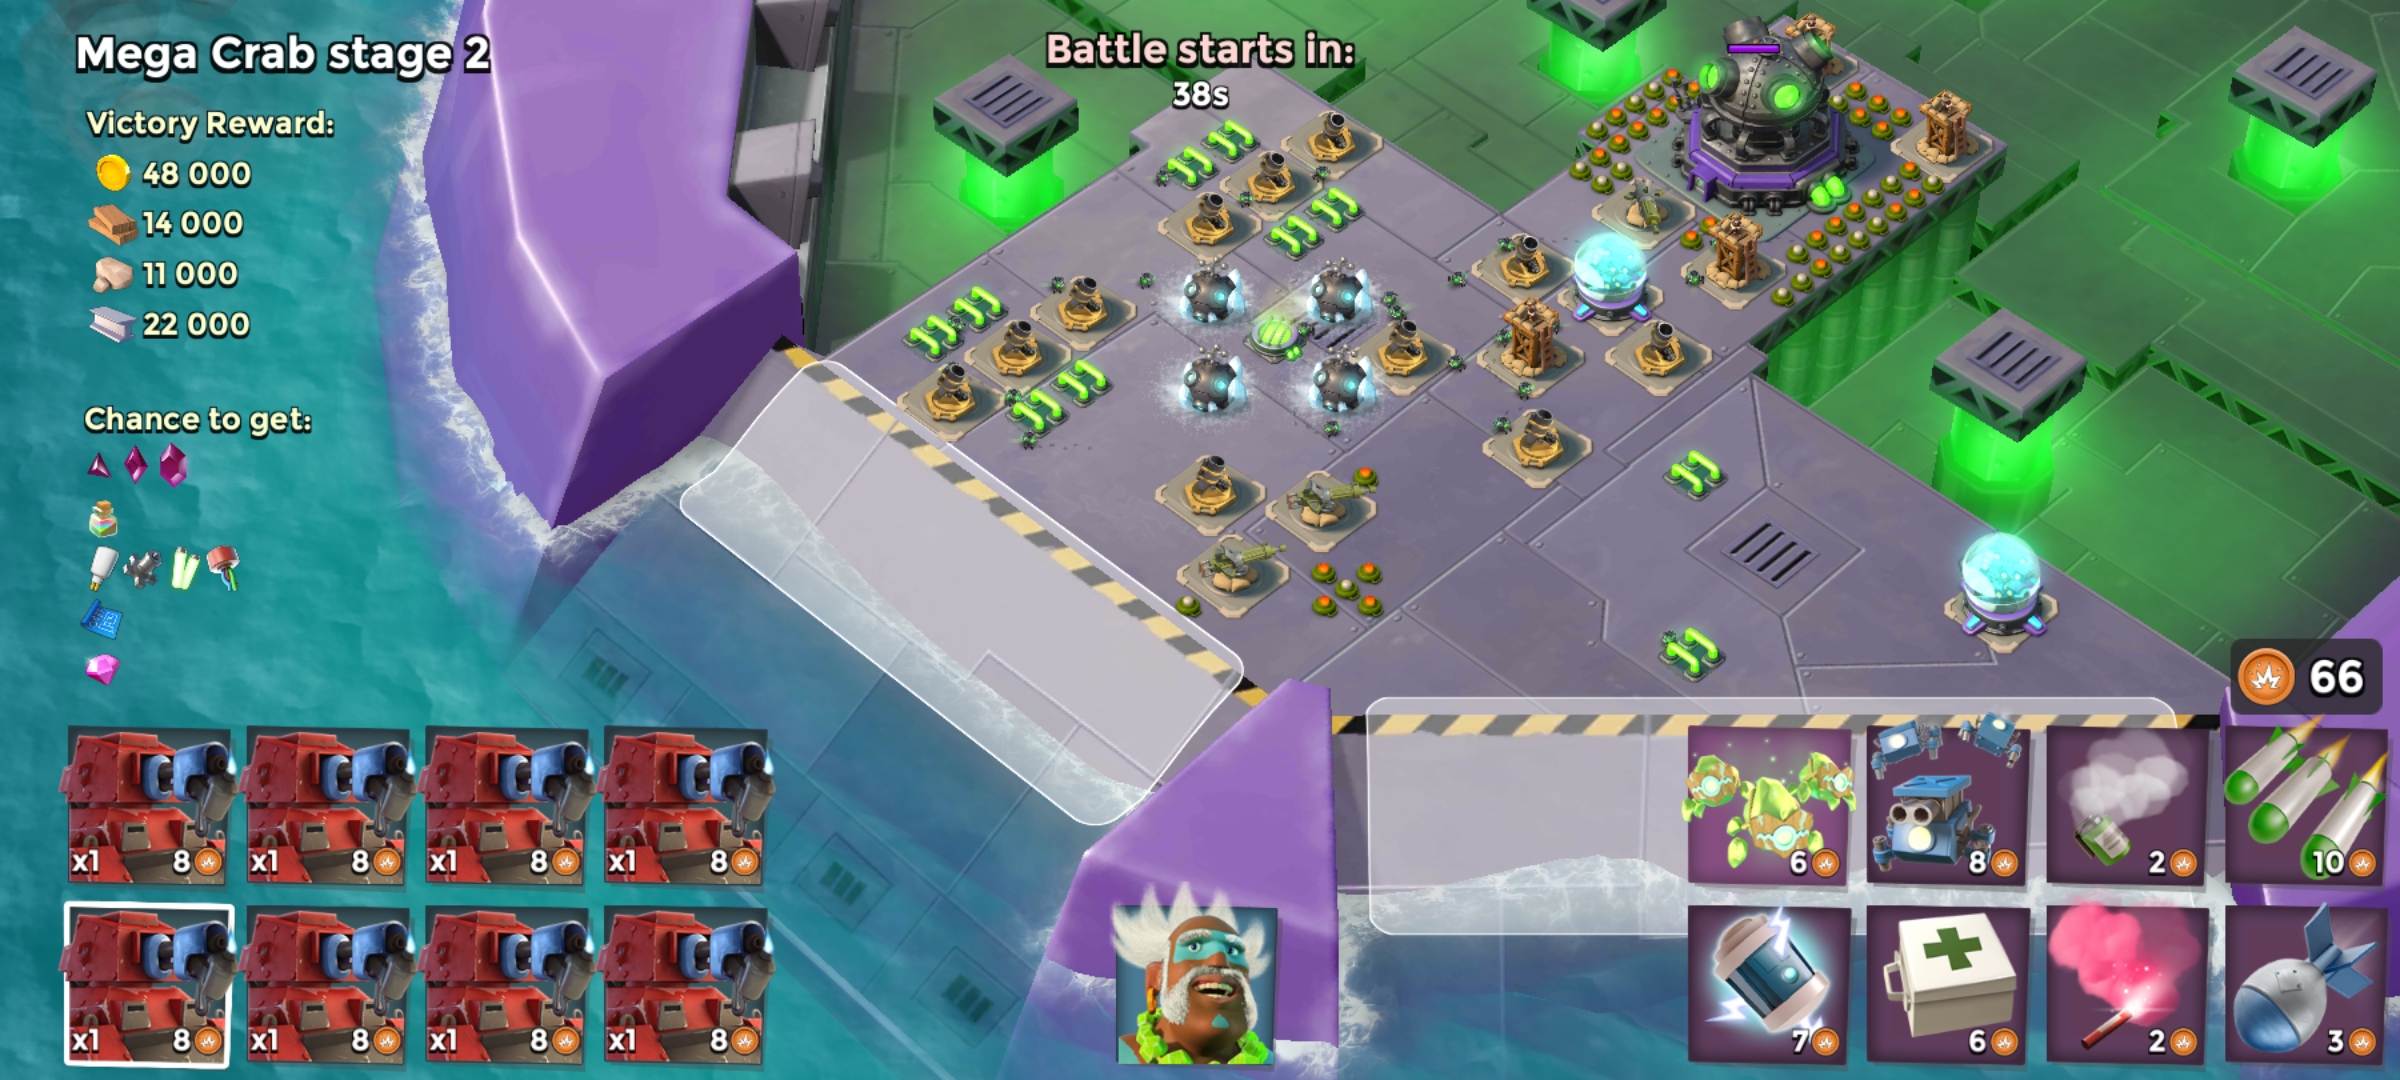 Mega Crab stage 2
Battle starts in:
38s
Victory Reward:
48 000
14 000
11 000
22 000
Chance to get:
66
x1 8
x1 8
x1 8
x1 8
6
8
2
10
x1 8
x1 8
x1 8
x1 8
7
6
2
3